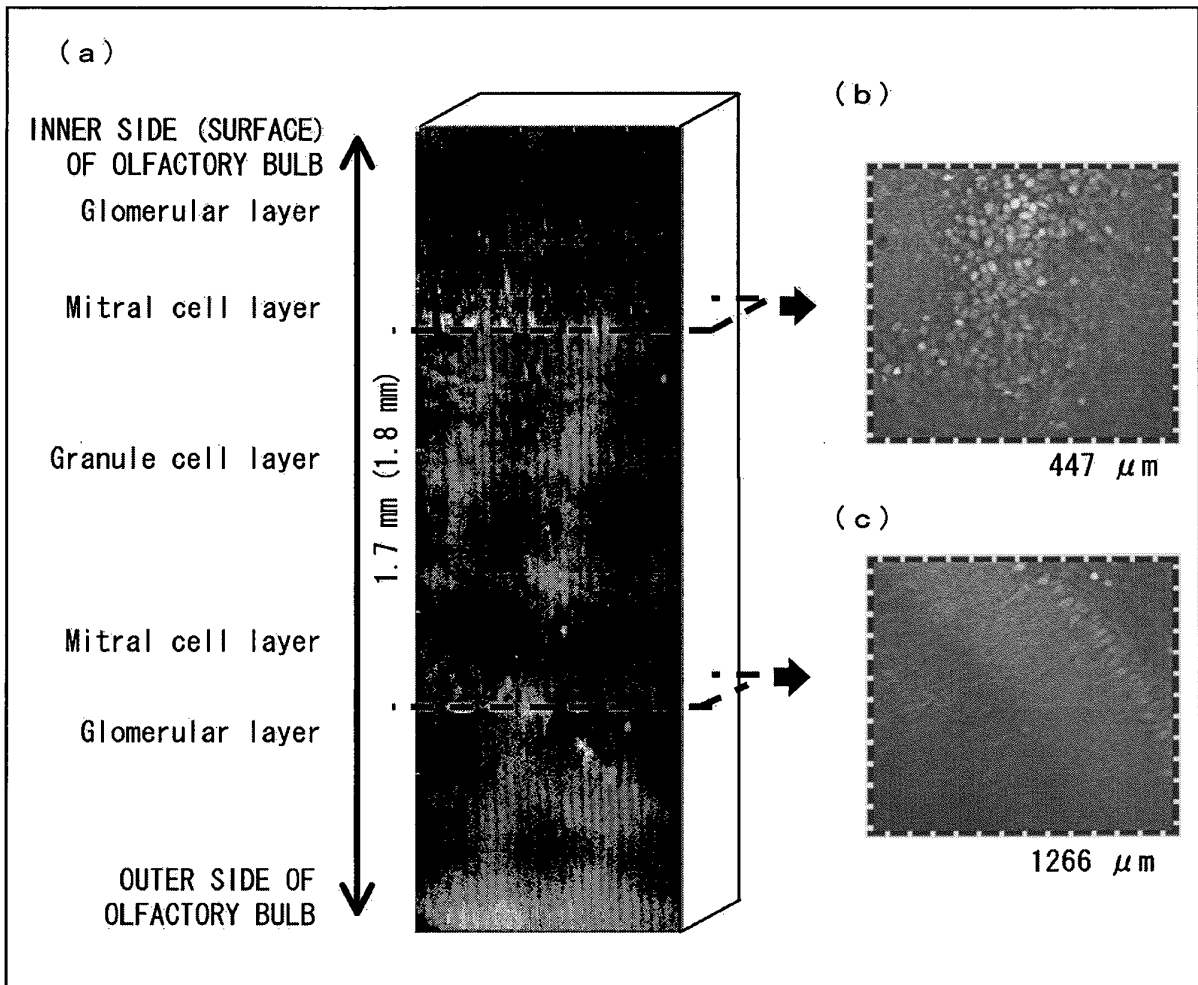 (a)
INNER SIDE (SURFACE)
OF OLFACTORY BULB
Glomerular layer
Mitral cell layer
Granule cell layer
1.7 mm (1.8 mm)
Mitral cell layer
Glomerular layer
OUTER SIDE OF
OLFACTORY BULB
(b)
447 μm
(c)
1266 μm